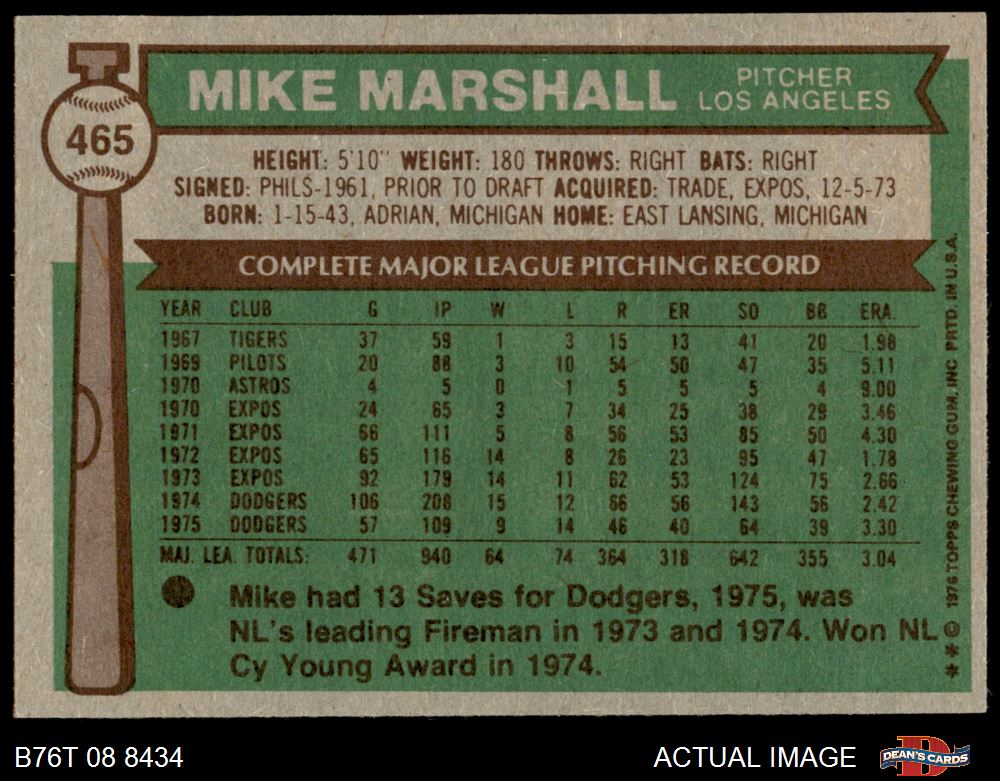 MIKE MARSHALL PITCHER
LOS ANGELES
465
HEIGHT: 5'10" WEIGHT: 180 THROWS: RIGHT BATS: RIGHT
SIGNED: PHILS-1961, PRIOR TO DRAFT ACQUIRED: TRADE, EXPOS, 12-5-73
BORN: 1-15-43, ADRIAN, MICHIGAN HOME: EAST LANSING, MICHIGAN
COMPLETE MAJOR LEAGUE PITCHING RECORD
YEAR CLUB G IP W L R ER SO BB ERA.
1967 TIGERS 37 59 1 3 15 13 41 20 1.98
1969 PILOTS 20 88 3 10 54 50 47 35 5.11
1970 ASTROS 4 5 0 1 5 5 5 4 9.00
1970 EXPOS 24 65 3 7 34 25 38 29 3.46
1971 EXPOS 66 111 5 8 56 53 85 50 4.30
1972 EXPOS 65 116 14 8 26 23 95 47 1.78
1973 EXPOS 92 179 14 11 62 53 124 75 2.66
1974 DODGERS 106 208 15 12 66 56 143 56 2.42
1975 DODGERS 57 109 9 14 46 40 64 39 3.30
MAJ. LEA. TOTALS: 471 940 64 74 364 318 642 355 3.04
Mike had 13 Saves for Dodgers, 1975, was
NL's leading Fireman in 1973 and 1974. Won NL
Cy Young Award in 1974.
** © 1976 TOPPS CHEWING GUM, INC PRTD. IN U.S.A.
B76T 08 8434 ACTUAL IMAGE DEAN'S CARDS